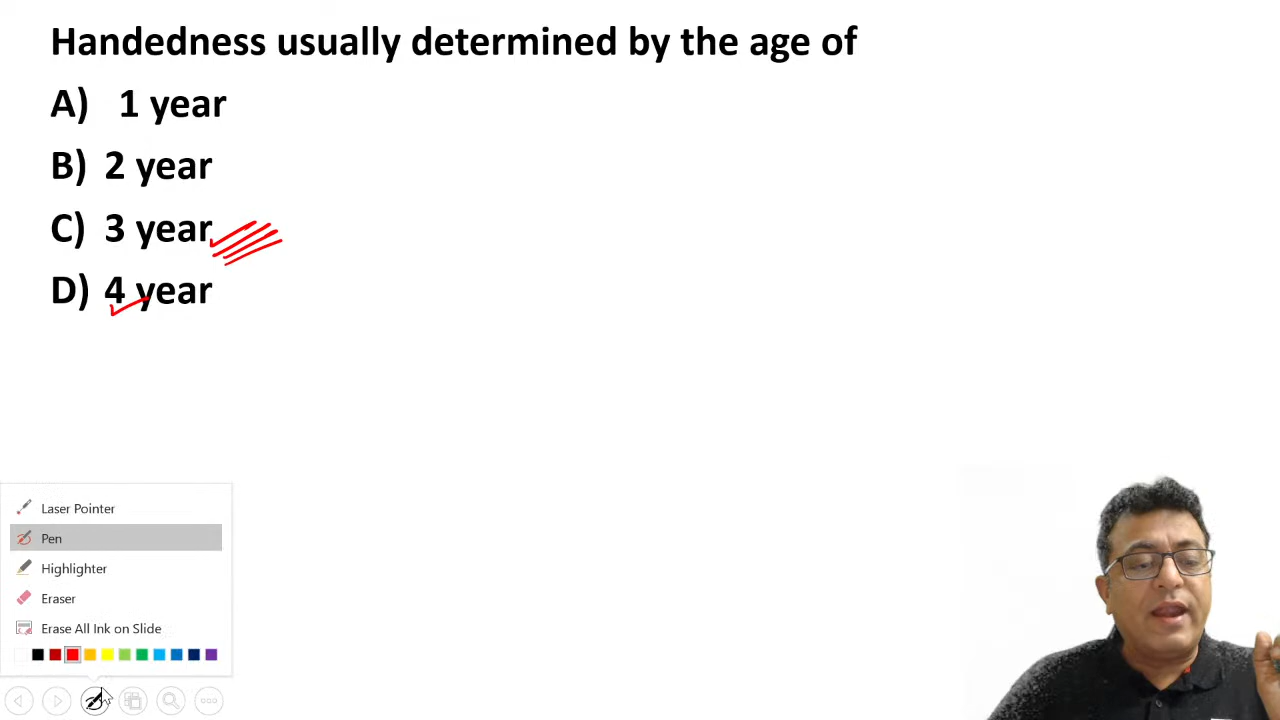 Handedness usually determined by the age of
A) 1 year
B) 2 year
C) 3 year
D) 4 year
Laser Pointer
Pen
Highlighter
Eraser
Erase All Ink on Slide